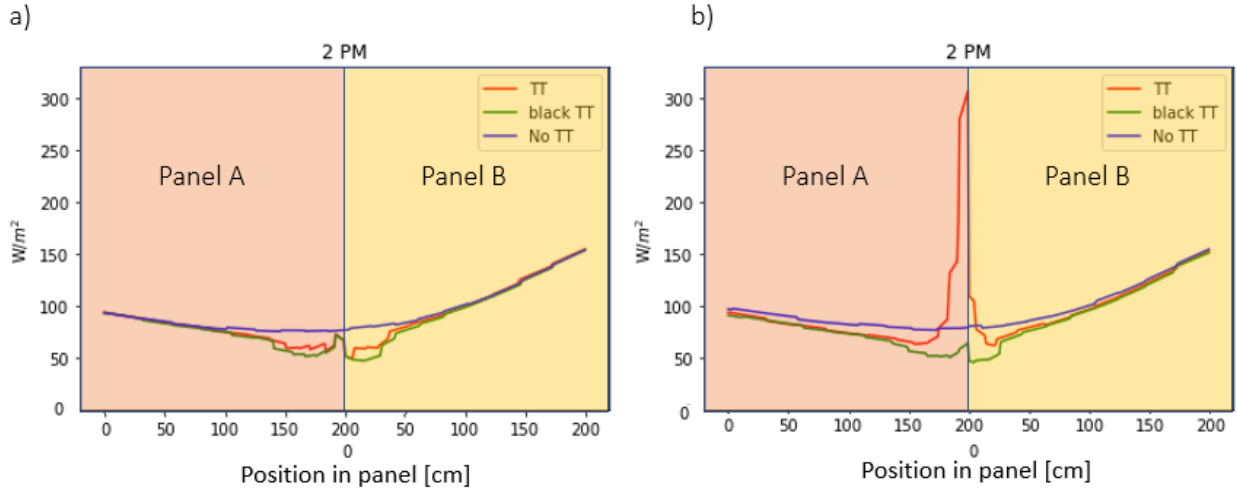 a)
2 PM
300
250
200
150
100
50
0
W/m²
TT
black TT
No TT
Panel A
Panel B
0 50 100 150 200 50 100 150 200
0
Position in panel [cm]
b)
2 PM
300
250
200
150
100
50
0
W/m²
TT
black TT
No TT
Panel A
Panel B
0 50 100 150 200 50 100 150 200
0
Position in panel [cm]